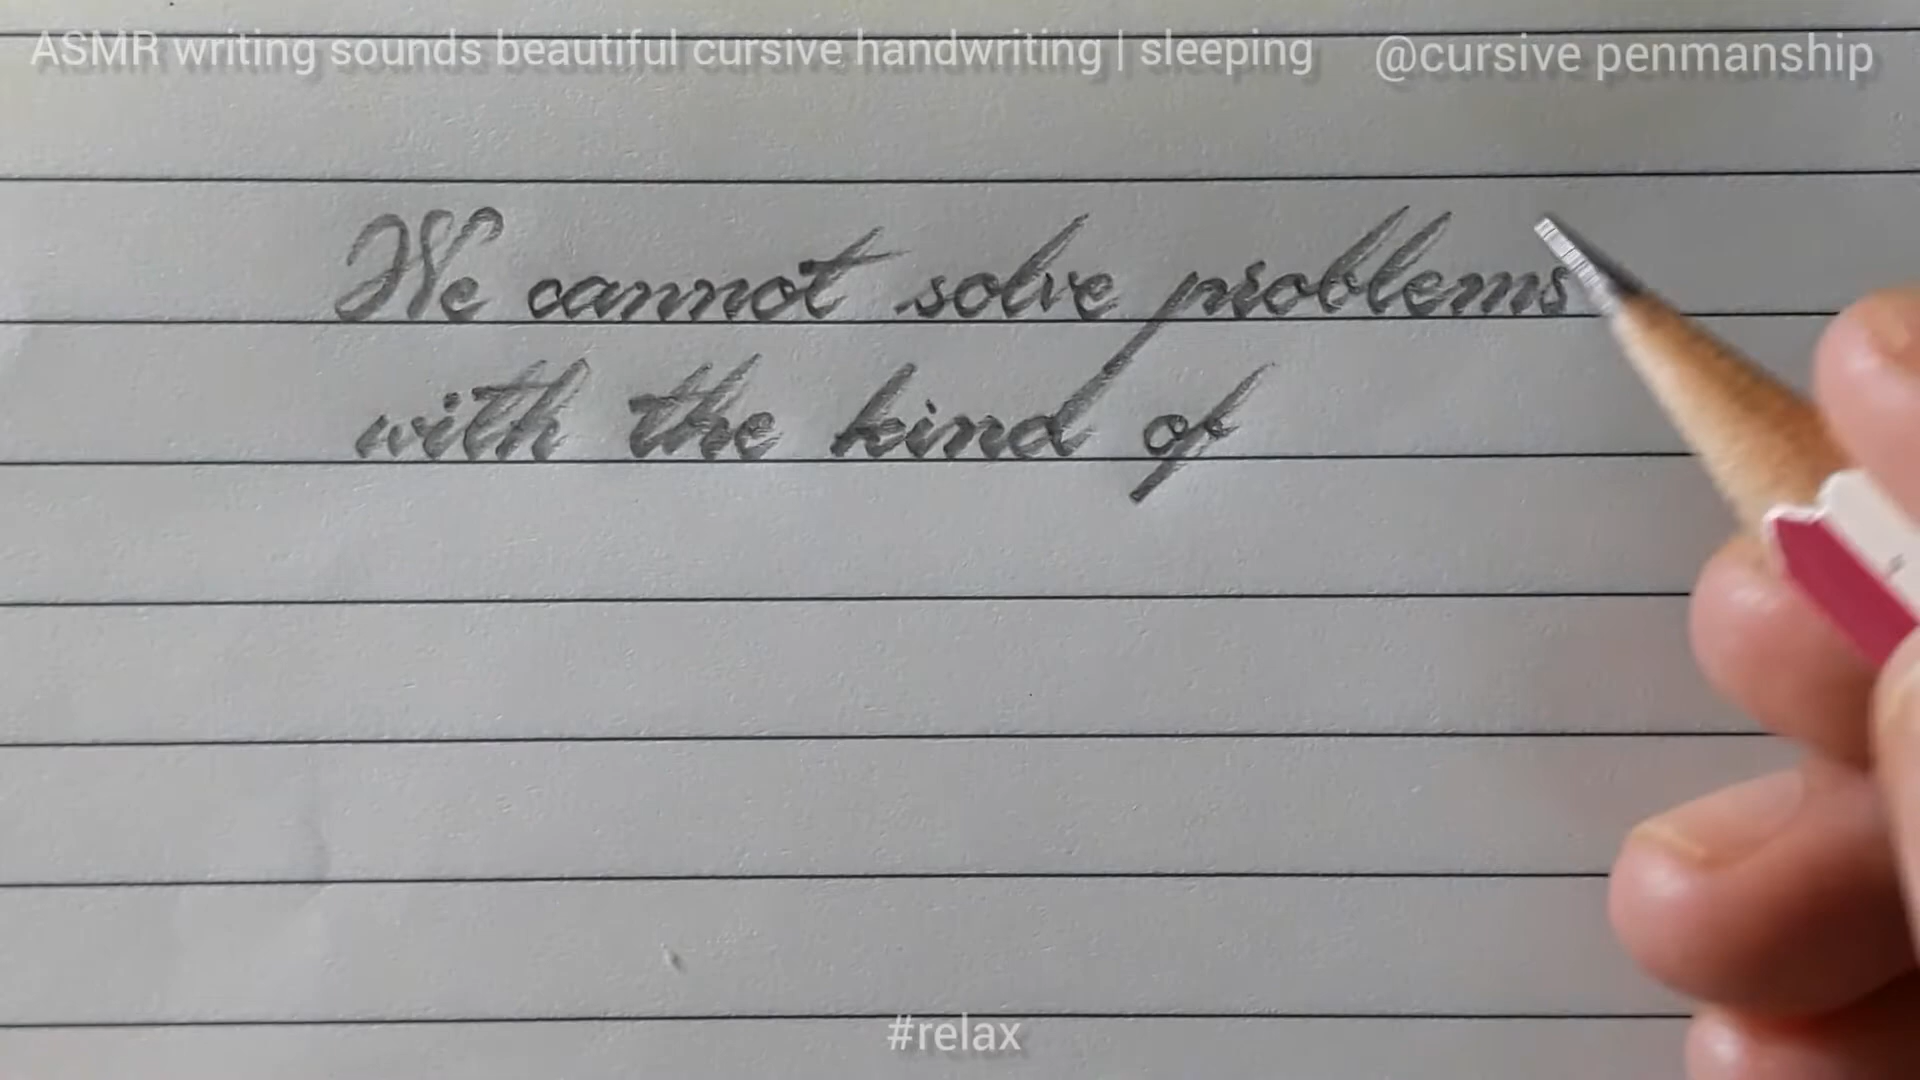 ASMR writing sounds beautiful cursive handwriting | sleeping @cursive penmanship
We cannot solve problems
with the kind of
#relax